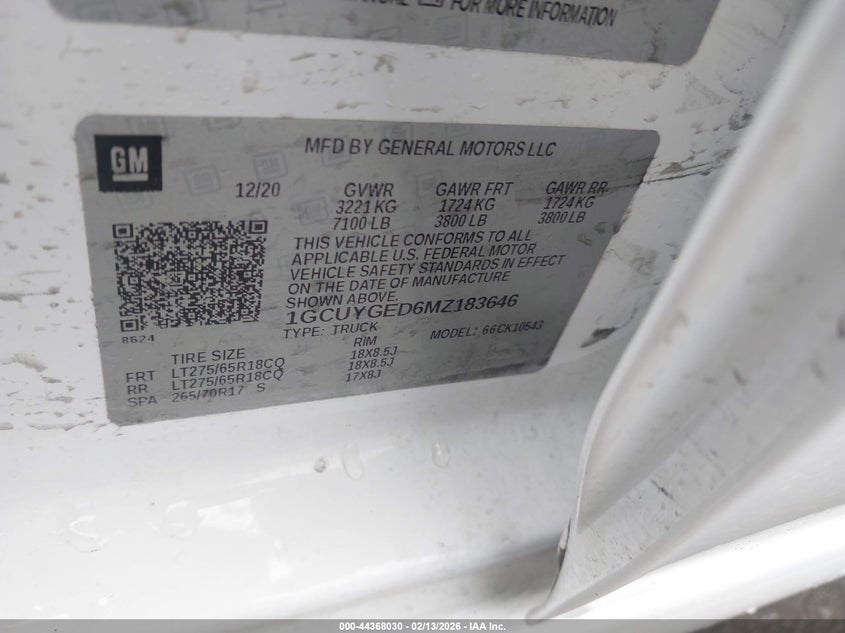 FOR MORE INFORMATION
GM
MFD BY GENERAL MOTORS LLC
12/20 GVWR GAWR FRT GAWR RR
3221 KG 1724 KG 1724 KG
7100 LB 3800 LB 3800 LB
THIS VEHICLE CONFORMS TO ALL
APPLICABLE U.S. FEDERAL MOTOR
VEHICLE SAFETY STANDARDS IN EFFECT
ON THE DATE OF MANUFACTURE
SHOWN ABOVE.
1GCUYGED6MZ183646
8624 TYPE: TRUCK MODEL: 66CK10543
TIRE SIZE RIM
FRT LT275/65R18CQ 18X8.5J
RR LT275/65R18CQ 18X8.5J
SPA 265/70R17 S 17X8J
000-44368030 - 02/13/2026 - IAA Inc.